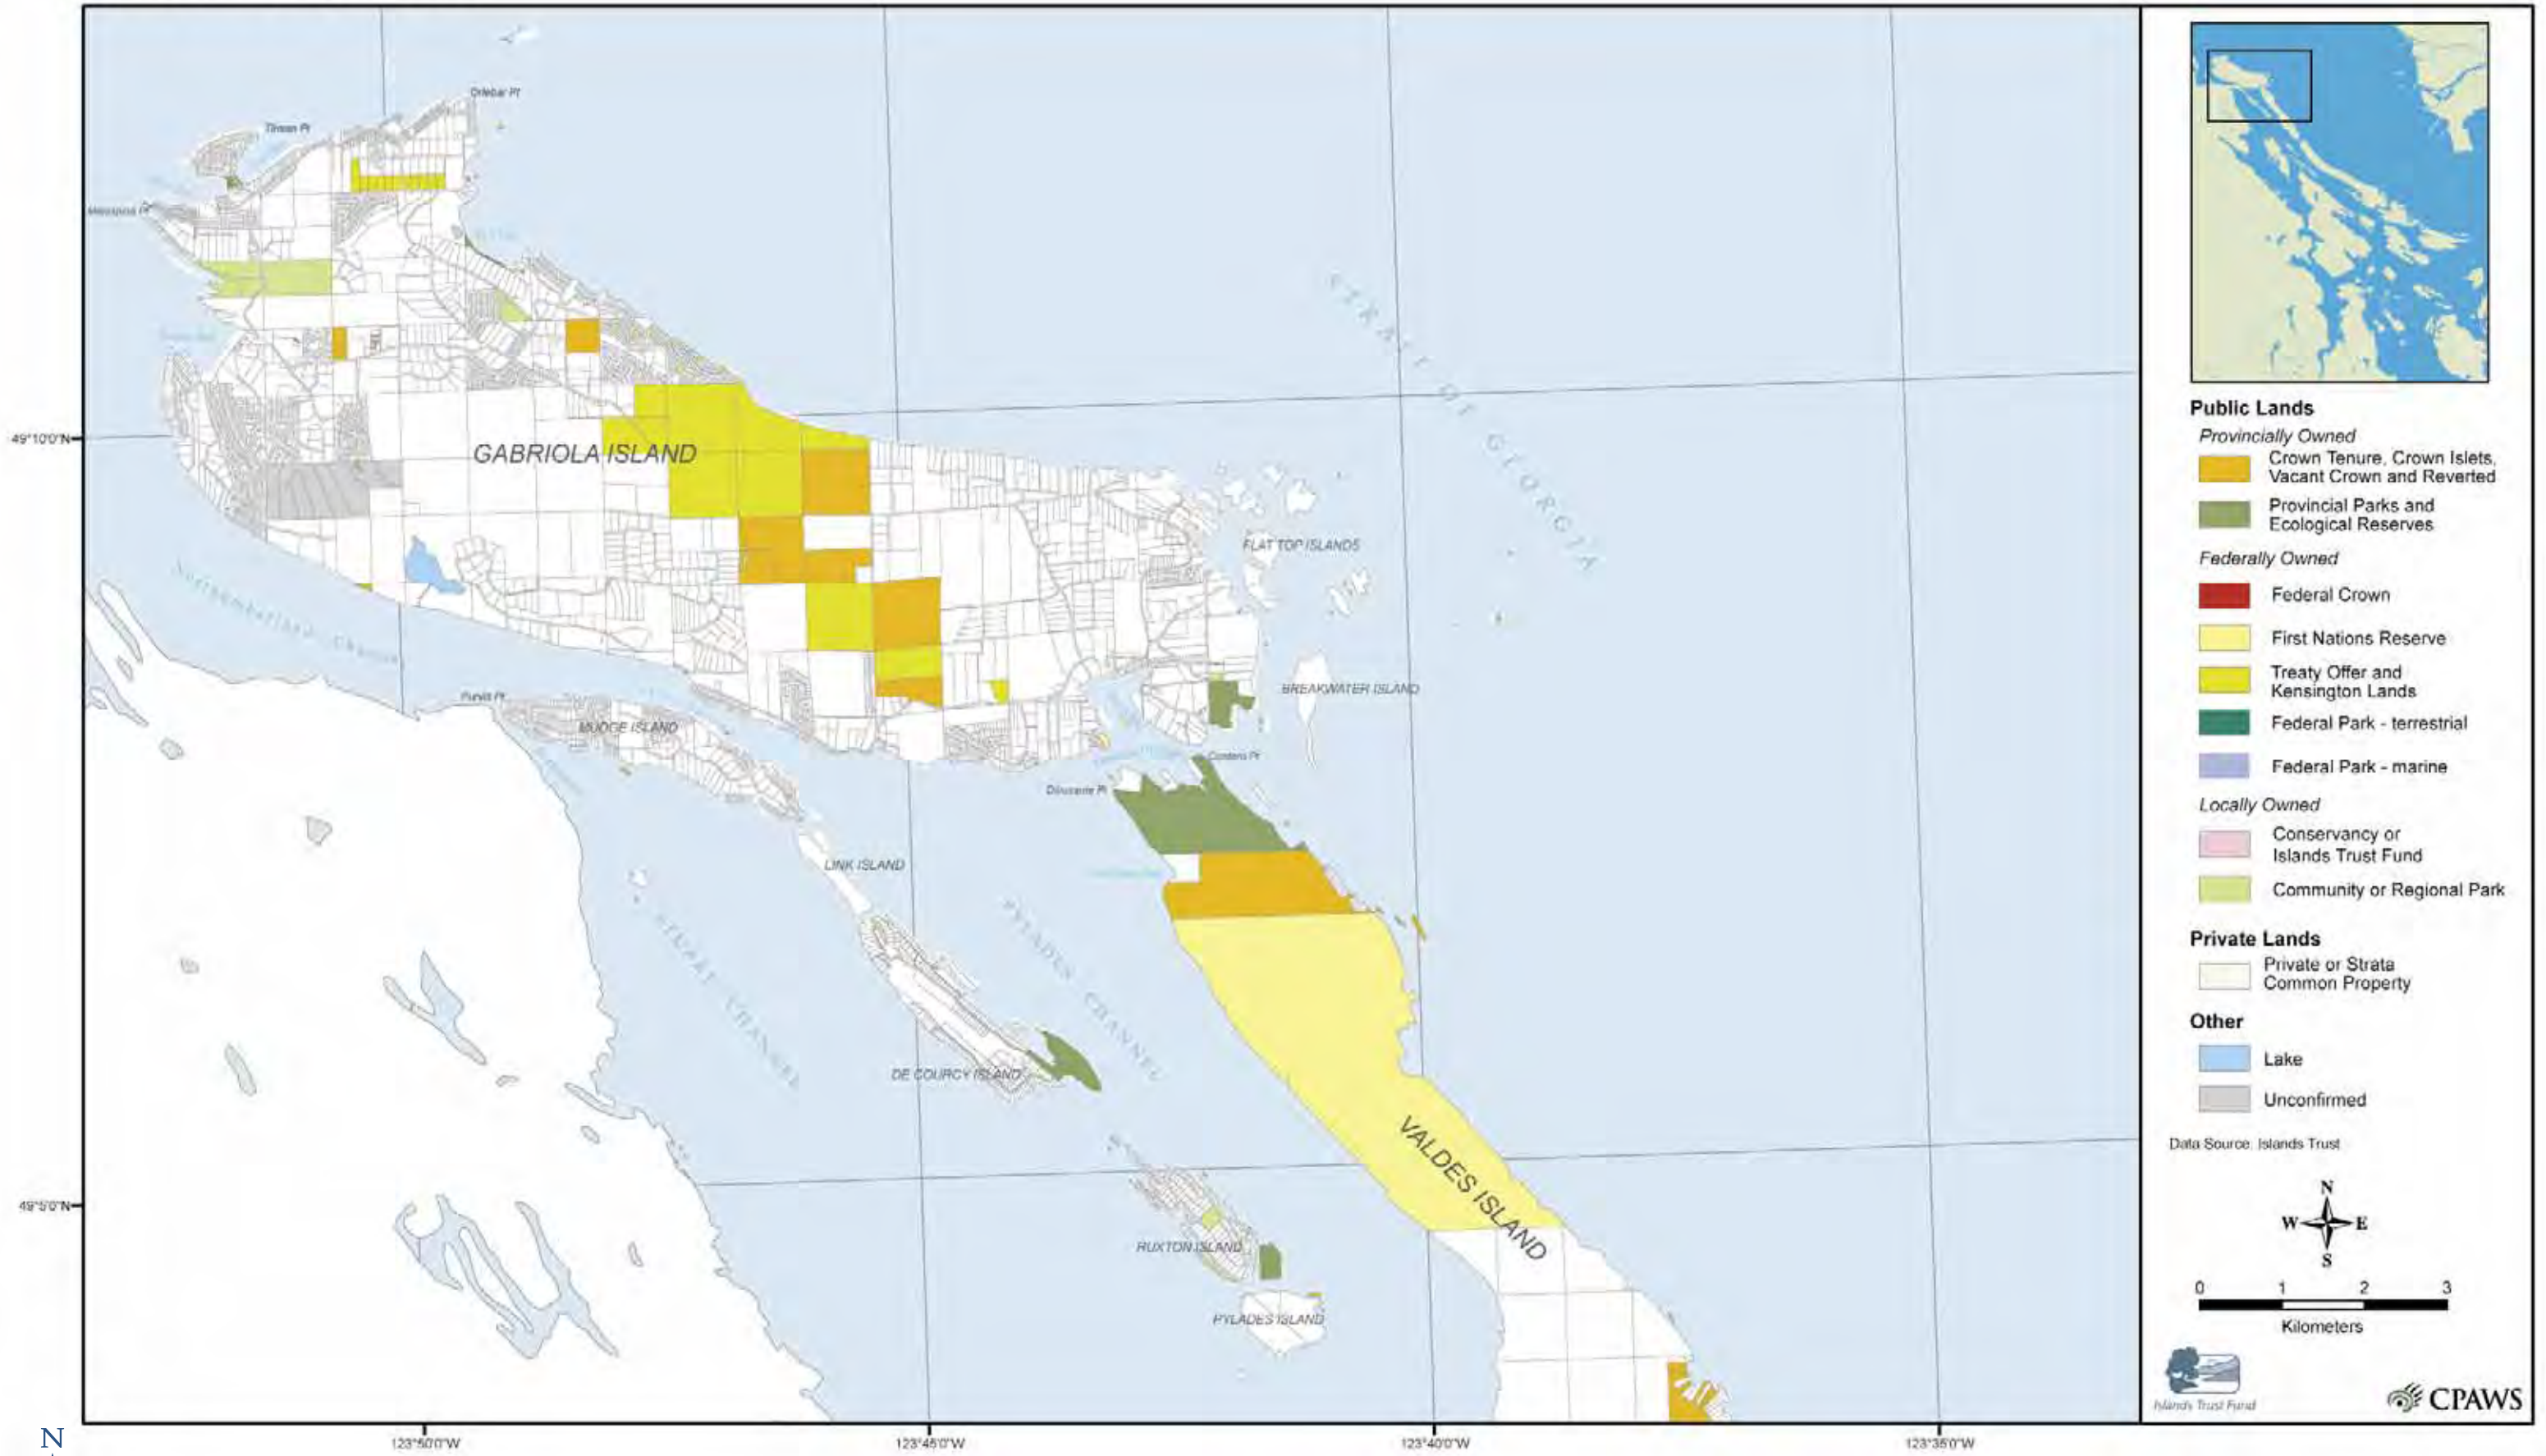 Orlebar Pt
Tinson Pt
49°10'0"N
GABRIOLA ISLAND
STRAIT OF GEORGIA
FLAT TOP ISLANDS
Northumberland Channel
BREAKWATER ISLAND
Purvis Pt
MUDGE ISLAND
Cordero Pt
Dibuxante Pt
LINK ISLAND
STUART CHANNEL
PYLADES CHANNEL
DE COURCY ISLAND
VALDES ISLAND
49°5'0"N
RUXTON ISLAND
PYLADES ISLAND
N
123°50'0"W
123°45'0"W
123°40'0"W
123°35'0"W
Public Lands
Provincially Owned
Crown Tenure, Crown Islets,
Vacant Crown and Reverted
Provincial Parks and
Ecological Reserves
Federally Owned
Federal Crown
First Nations Reserve
Treaty Offer and
Kensington Lands
Federal Park - terrestrial
Federal Park - marine
Locally Owned
Conservancy or
Islands Trust Fund
Community or Regional Park
Private Lands
Private or Strata
Common Property
Other
Lake
Unconfirmed
Data Source: Islands Trust
N
W E
S
0 1 2 3
Kilometers
Islands Trust Fund
CPAWS